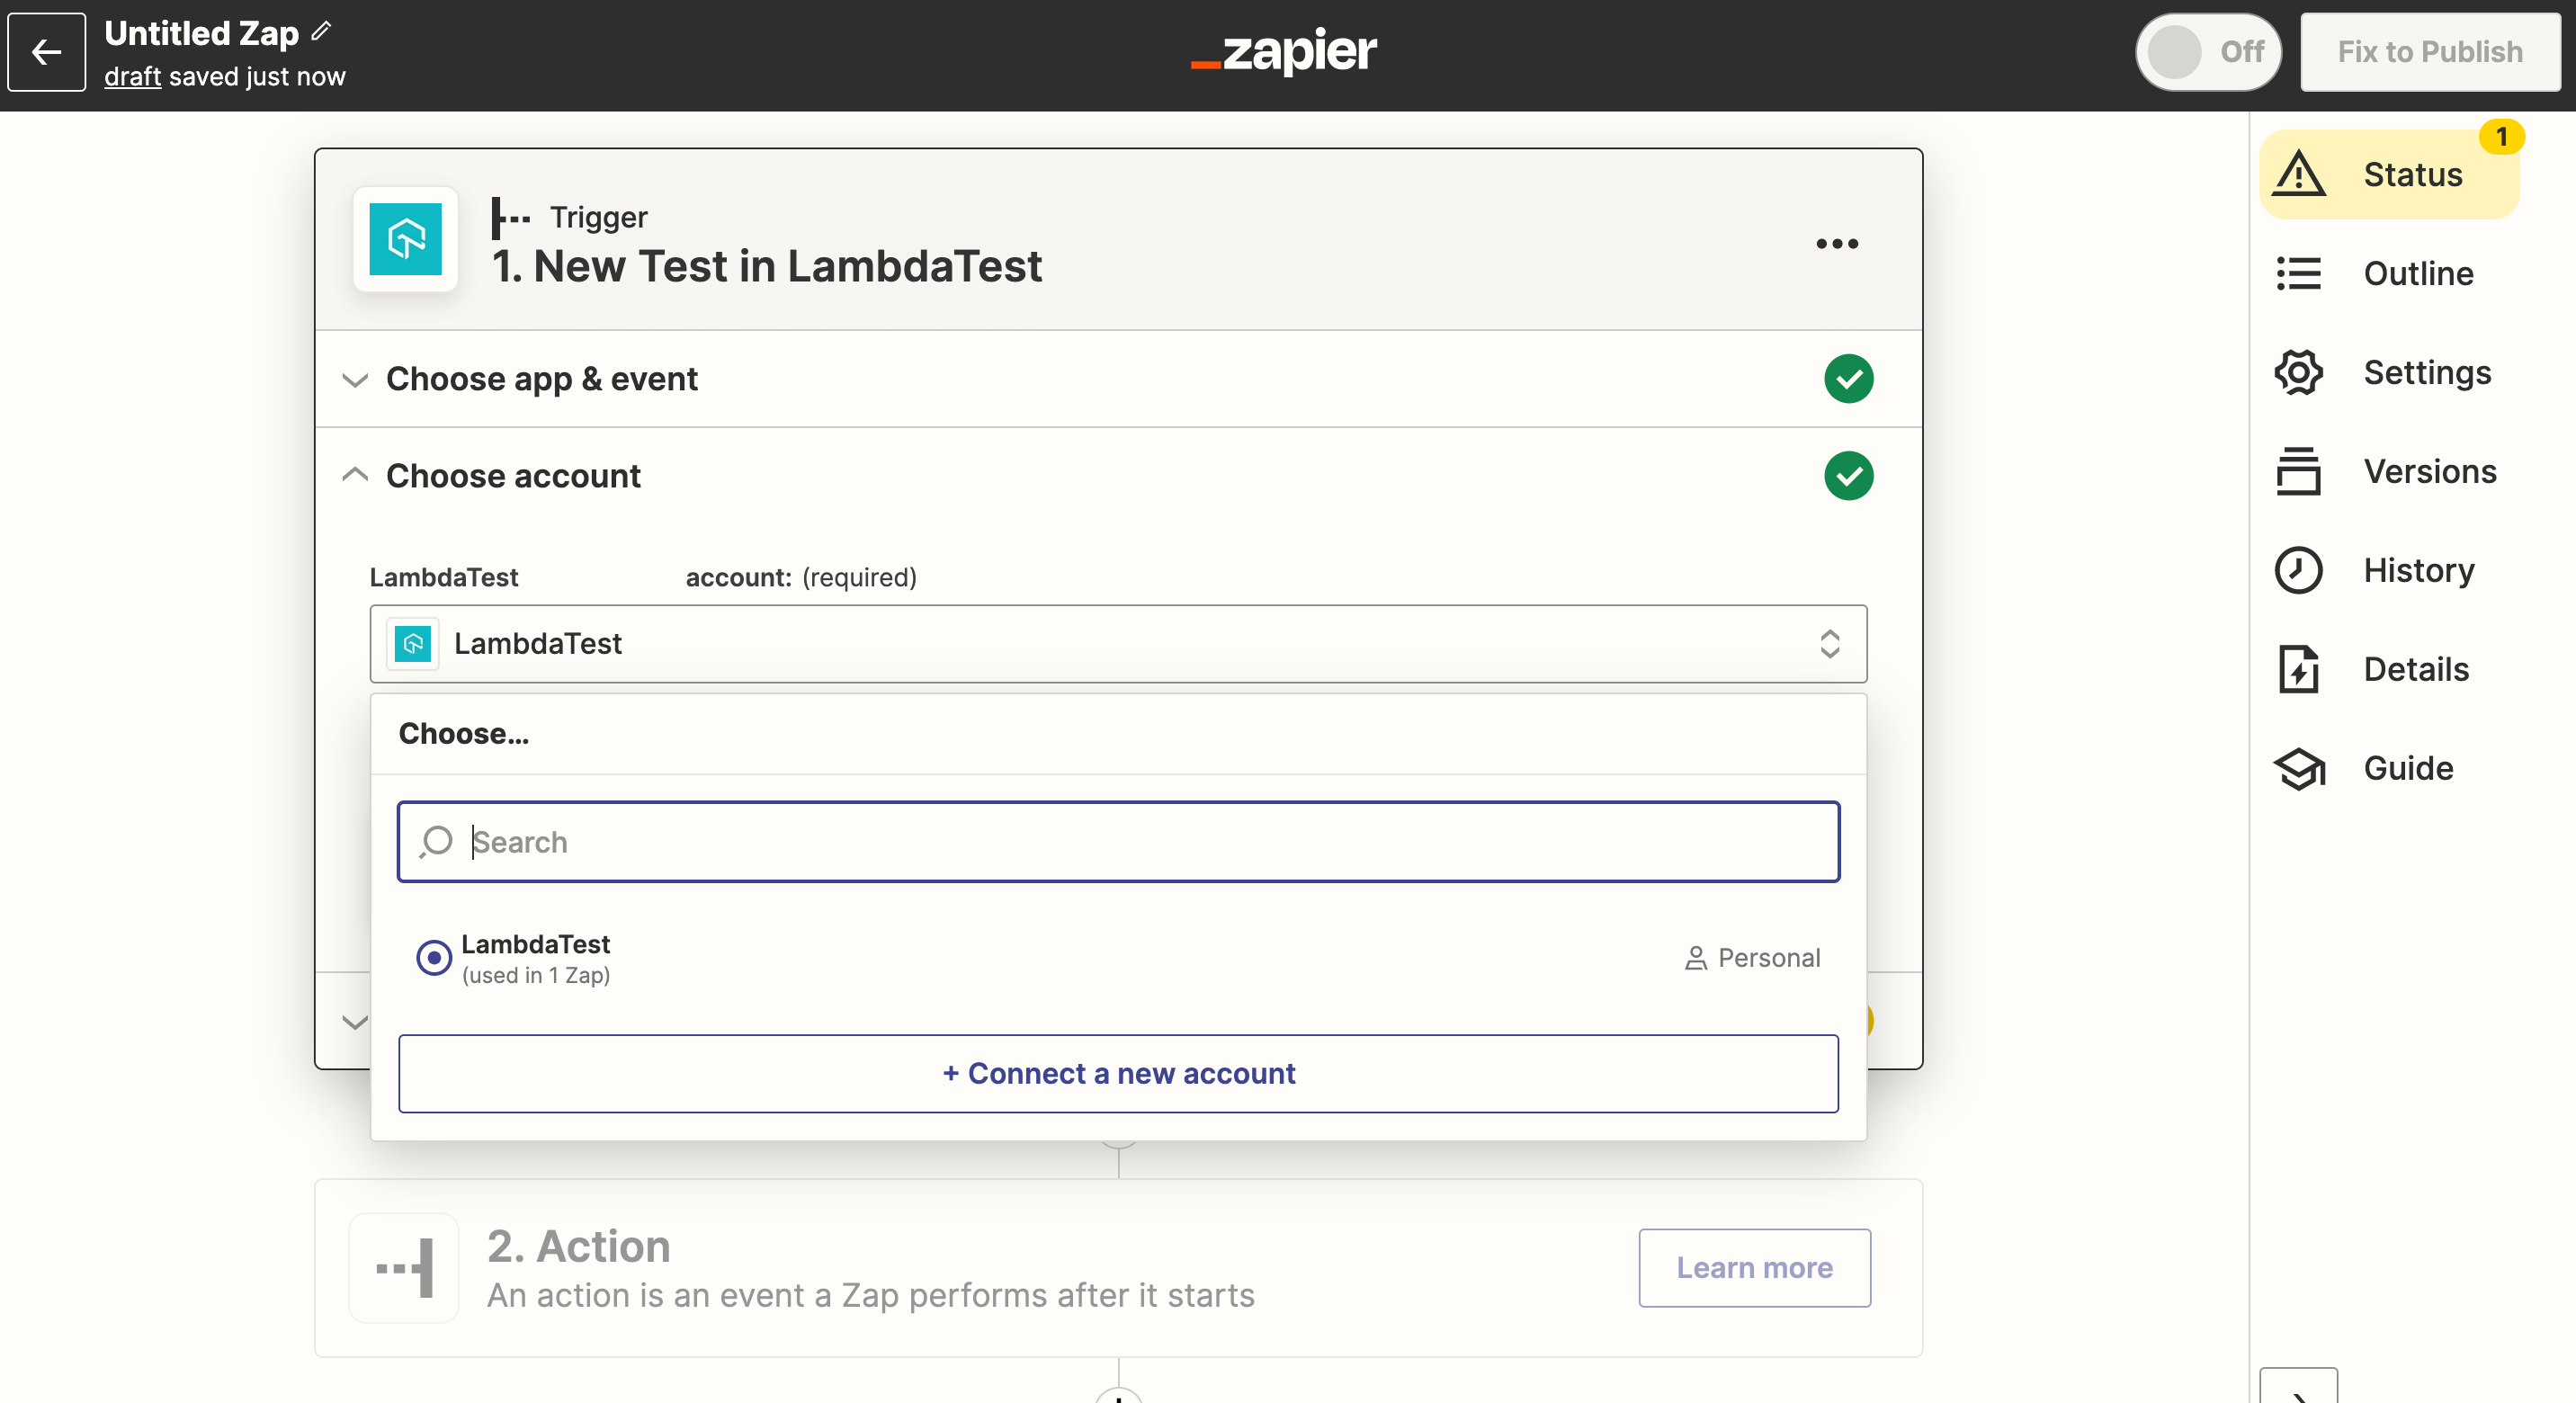 Untitled Zap
draft saved just now
zapier
Off
Fix to Publish
1
Status
Outline
Settings
Versions
History
Details
Guide
Trigger
1. New Test in LambdaTest
Choose app & event
Choose account
LambdaTest account: (required)
LambdaTest
Choose...
Search
LambdaTest
(used in 1 Zap)
Personal
+ Connect a new account
2. Action
An action is an event a Zap performs after it starts
Learn more